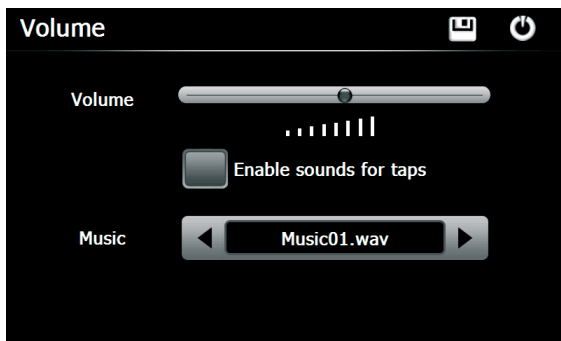 Volume
Volume
Enable sounds for taps
Music
Music01.wav